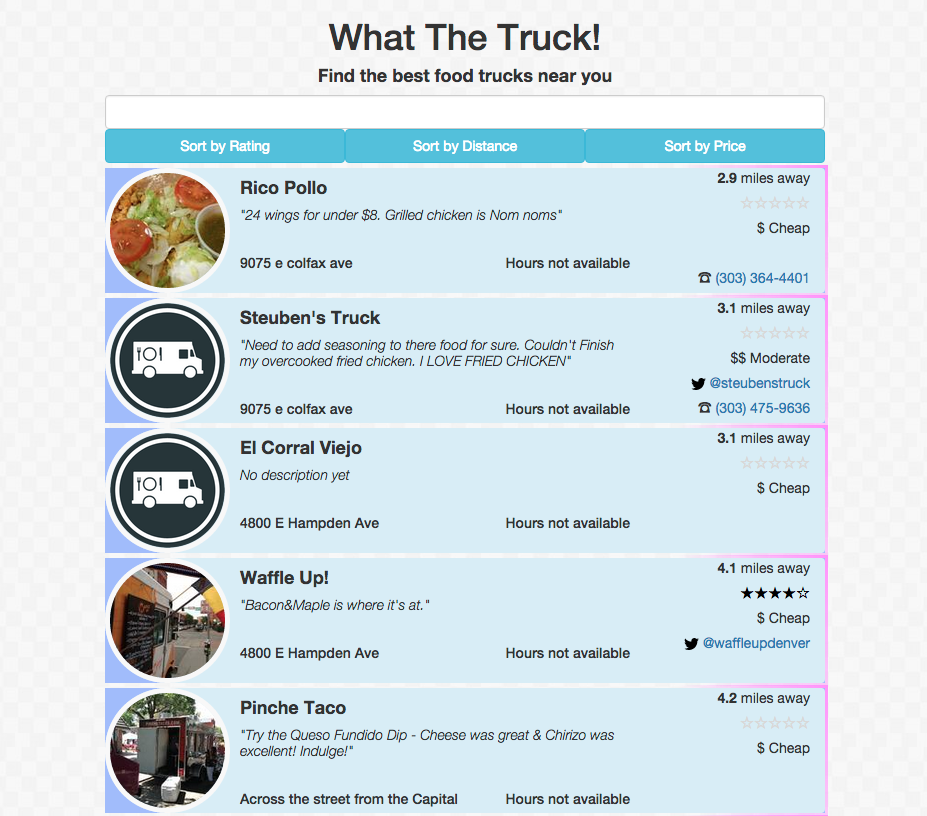 What The Truck!
Find the best food trucks near you
Sort by Rating
Sort by Distance
Sort by Price
Rico Pollo
2.9 miles away
"24 wings for under $8. Grilled chicken is Nom noms"
☆☆☆☆☆
$ Cheap
9075 e colfax ave
Hours not available
(303) 364-4401
Steuben's Truck
3.1 miles away
"Need to add seasoning to there food for sure. Couldn't Finish
my overcooked fried chicken. I LOVE FRIED CHICKEN"
☆☆☆☆☆
$$ Moderate
@steubenstruck
9075 e colfax ave
Hours not available
(303) 475-9636
El Corral Viejo
3.1 miles away
No description yet
☆☆☆☆☆
$ Cheap
4800 E Hampden Ave
Hours not available
Waffle Up!
4.1 miles away
"Bacon&Maple is where it's at."
★★★★☆
$ Cheap
@waffleupdenver
4800 E Hampden Ave
Hours not available
Pinche Taco
4.2 miles away
"Try the Queso Fundido Dip - Cheese was great & Chirizo was
excellent! Indulge!"
☆☆☆☆☆
$ Cheap
Across the street from the Capital
Hours not available